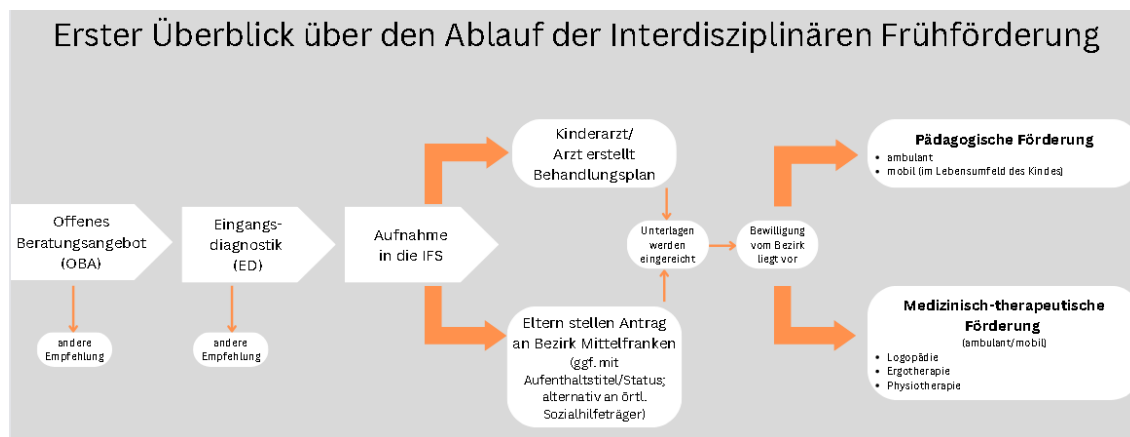 Erster Überblick über den Ablauf der Interdisziplinären Frühförderung
Offenes
Beratungsangebot
(OBA)
andere
Empfehlung
Eingangs-
diagnostik
(ED)
andere
Empfehlung
Aufnahme
in die IFS
Kinderarzt/
Arzt erstellt
Behandlungsplan
Eltern stellen Antrag
an Bezirk Mittelfranken
(ggf. mit
Aufenthaltstitel/Status;
alternativ an örtl.
Sozialhilfeträger)
Unterlagen
werden
eingereicht
Bewilligung
vom Bezirk
liegt vor
Pädagogische Förderung
• ambulant
• mobil (im Lebensumfeld des Kindes)
Medizinisch-therapeutische
Förderung
(ambulant/mobil)
• Logopädie
• Ergotherapie
• Physiotherapie